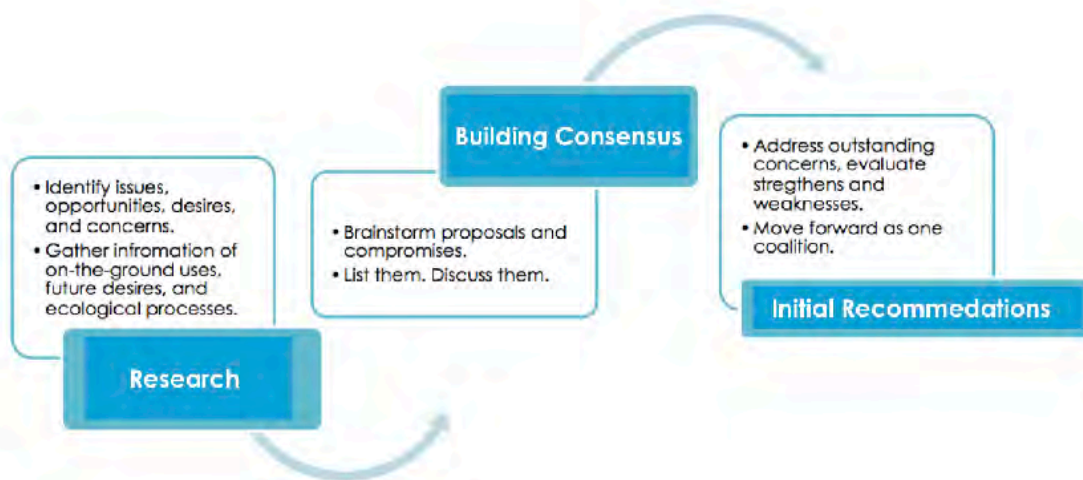 • Identify issues,
opportunities, desires,
and concerns.
• Gather infromation of
on-the-ground uses,
future desires, and
ecological processes.
Research
Building Consensus
• Brainstorm proposals and
compromises.
• List them. Discuss them.
• Address outstanding
concerns, evaluate
stregthens and
weaknesses.
• Move forward as one
coalition.
Initial Recommedations